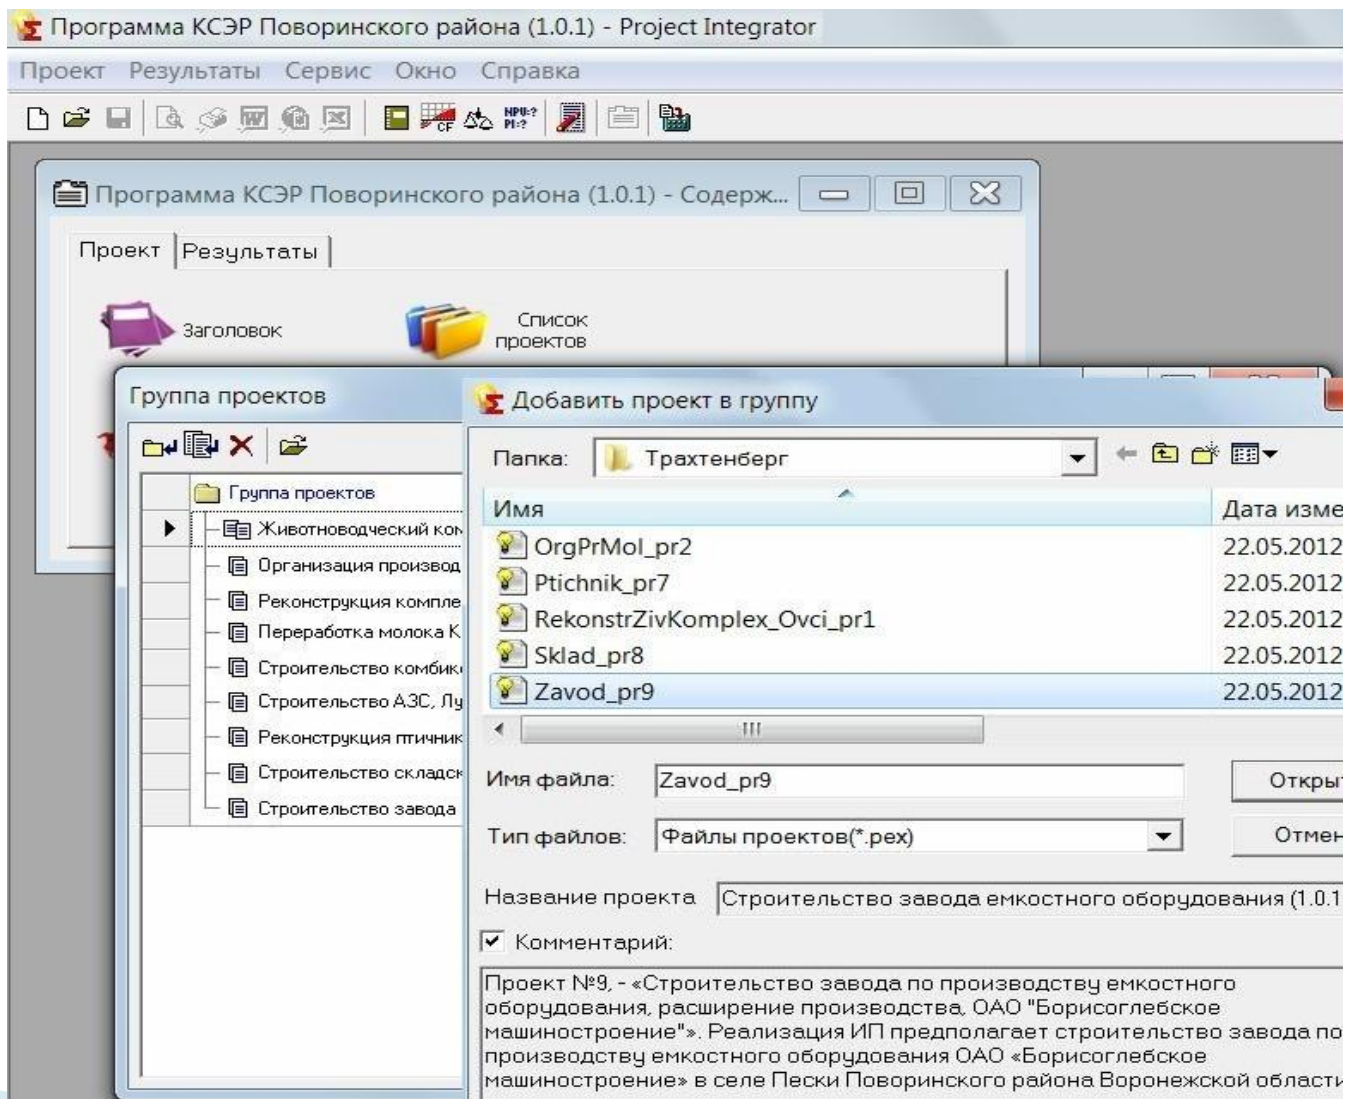 Программа КСЭР Поворинского района (1.0.1) - Project Integrator
Проект Результаты Сервис Окно Справка
CF NPU:? PI:?
Программа КСЭР Поворинского района (1.0.1) - Содерж...
Проект Результаты
Заголовок
Список
проектов
Группа проектов
Группа проектов
Животноводческий ком
Организация производ
Реконструкция компле
Переработка молока К
Строительство комбик
Строительство АЗС, Лу
Реконструкция птичник
Строительство складск
Строительство завода
Добавить проект в группу
Папка: Трахтенберг
Имя Дата изме
OrgPrMol_pr2 22.05.2012
Ptichnik_pr7 22.05.2012
RekonstrZivKomplex_Ovci_pr1 22.05.2012
Sklad_pr8 22.05.2012
Zavod_pr9 22.05.2012
Имя файла: Zavod_pr9 Откры
Тип файлов: Файлы проектов(*.pex) Отмен
Название проекта Строительство завода емкостного оборудования (1.0.1
Комментарий:
Проект №9, - «Строительство завода по производству емкостного
оборудования, расширение производства, ОАО "Борисоглебское
машиностроение"». Реализация ИП предполагает строительство завода по
производству емкостного оборудования ОАО «Борисоглебское
машиностроение» в селе Пески Поворинского района Воронежской области